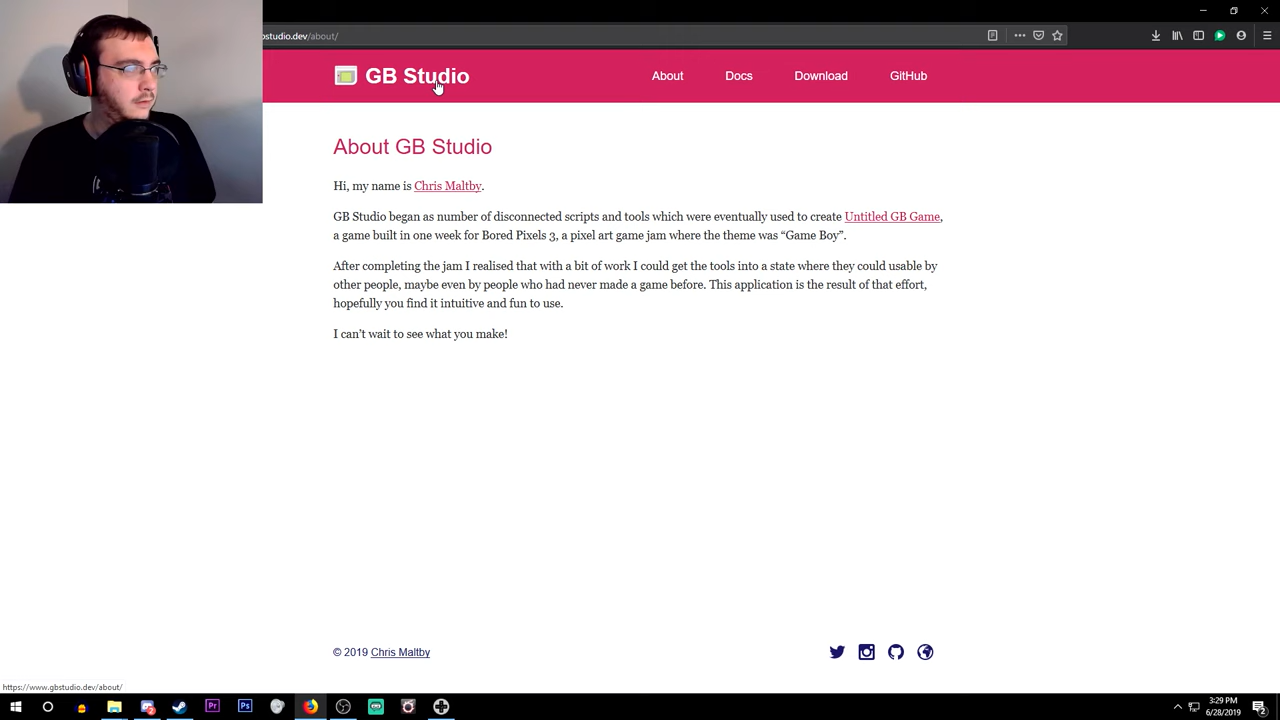 bstudio.dev/about/
GB Studio
About
Docs
Download
GitHub
About GB Studio
Hi, my name is Chris Maltby.
GB Studio began as number of disconnected scripts and tools which were eventually used to create Untitled GB Game,
a game built in one week for Bored Pixels 3, a pixel art game jam where the theme was “Game Boy”.
After completing the jam I realised that with a bit of work I could get the tools into a state where they could usable by
other people, maybe even by people who had never made a game before. This application is the result of that effort,
hopefully you find it intuitive and fun to use.
I can’t wait to see what you make!
© 2019 Chris Maltby
https://www.gbstudio.dev/about/
Pr
Ps
3:29 PM
6/28/2019
2